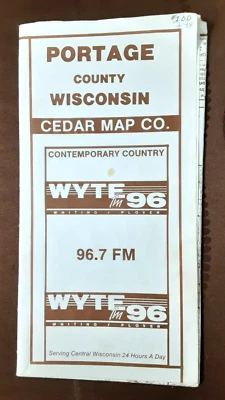 PORTAGE
COUNTY
WISCONSIN
CEDAR MAP CO.
CONTEMPORARY COUNTRY
WYTE fm 96
WHITING / PLOVER
96.7 FM
WYTE fm 96
WHITING / PLOVER
Serving Central Wisconsin 24 Hours A Day